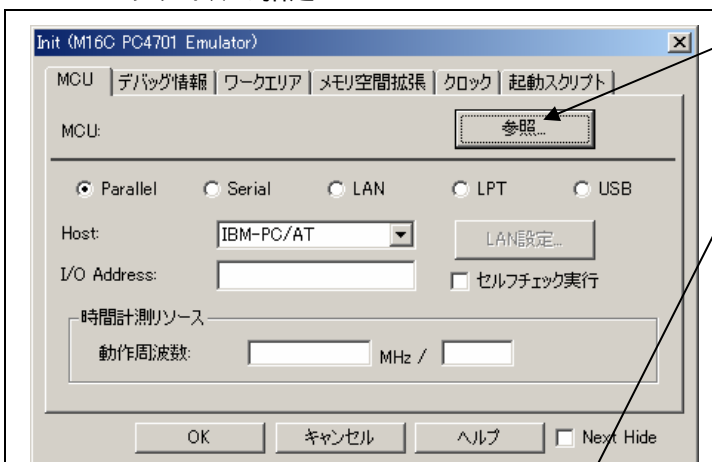 Init (M16C PC4701 Emulator)
MCU デバッグ情報 ワークエリア メモリ空間拡張 クロック 起動スクリプト
MCU: 参照...
Parallel Serial LAN LPT USB
Host: IBM-PC/AT LAN設定...
I/O Address: セルフチェック実行
時間計測リソース
動作周波数: MHz /
OK キャンセル ヘルプ Next Hide